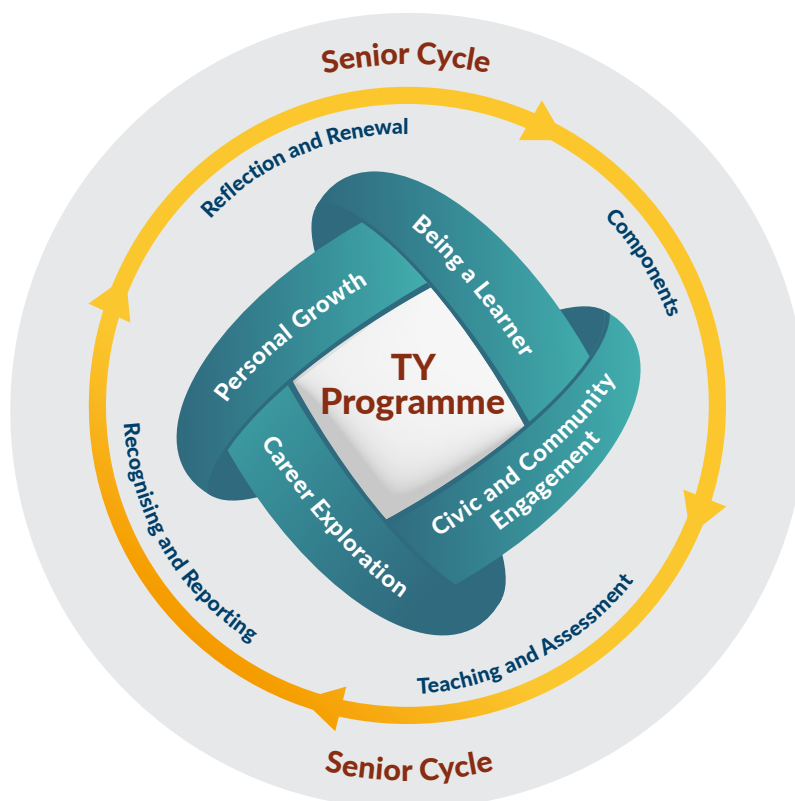 Senior Cycle
Reflection and Renewal
Components
Being a Learner
Personal Growth
TY
Programme
Civic and Community
Engagement
Career Exploration
Recognising and Reporting
Teaching and Assessment
Senior Cycle